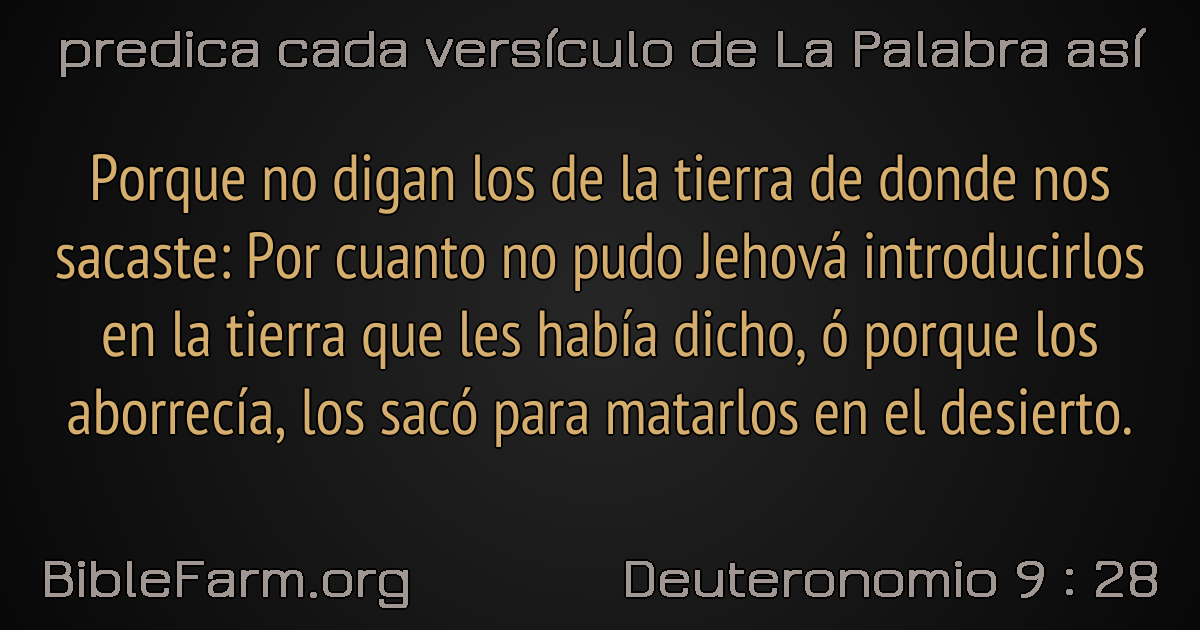 predica cada versículo de La Palabra así
Porque no digan los de la tierra de donde nos
sacaste: Por cuanto no pudo Jehová introducirlos
en la tierra que les había dicho, ó porque los
aborrecía, los sacó para matarlos en el desierto.
BibleFarm.org
Deuteronomio 9 : 28